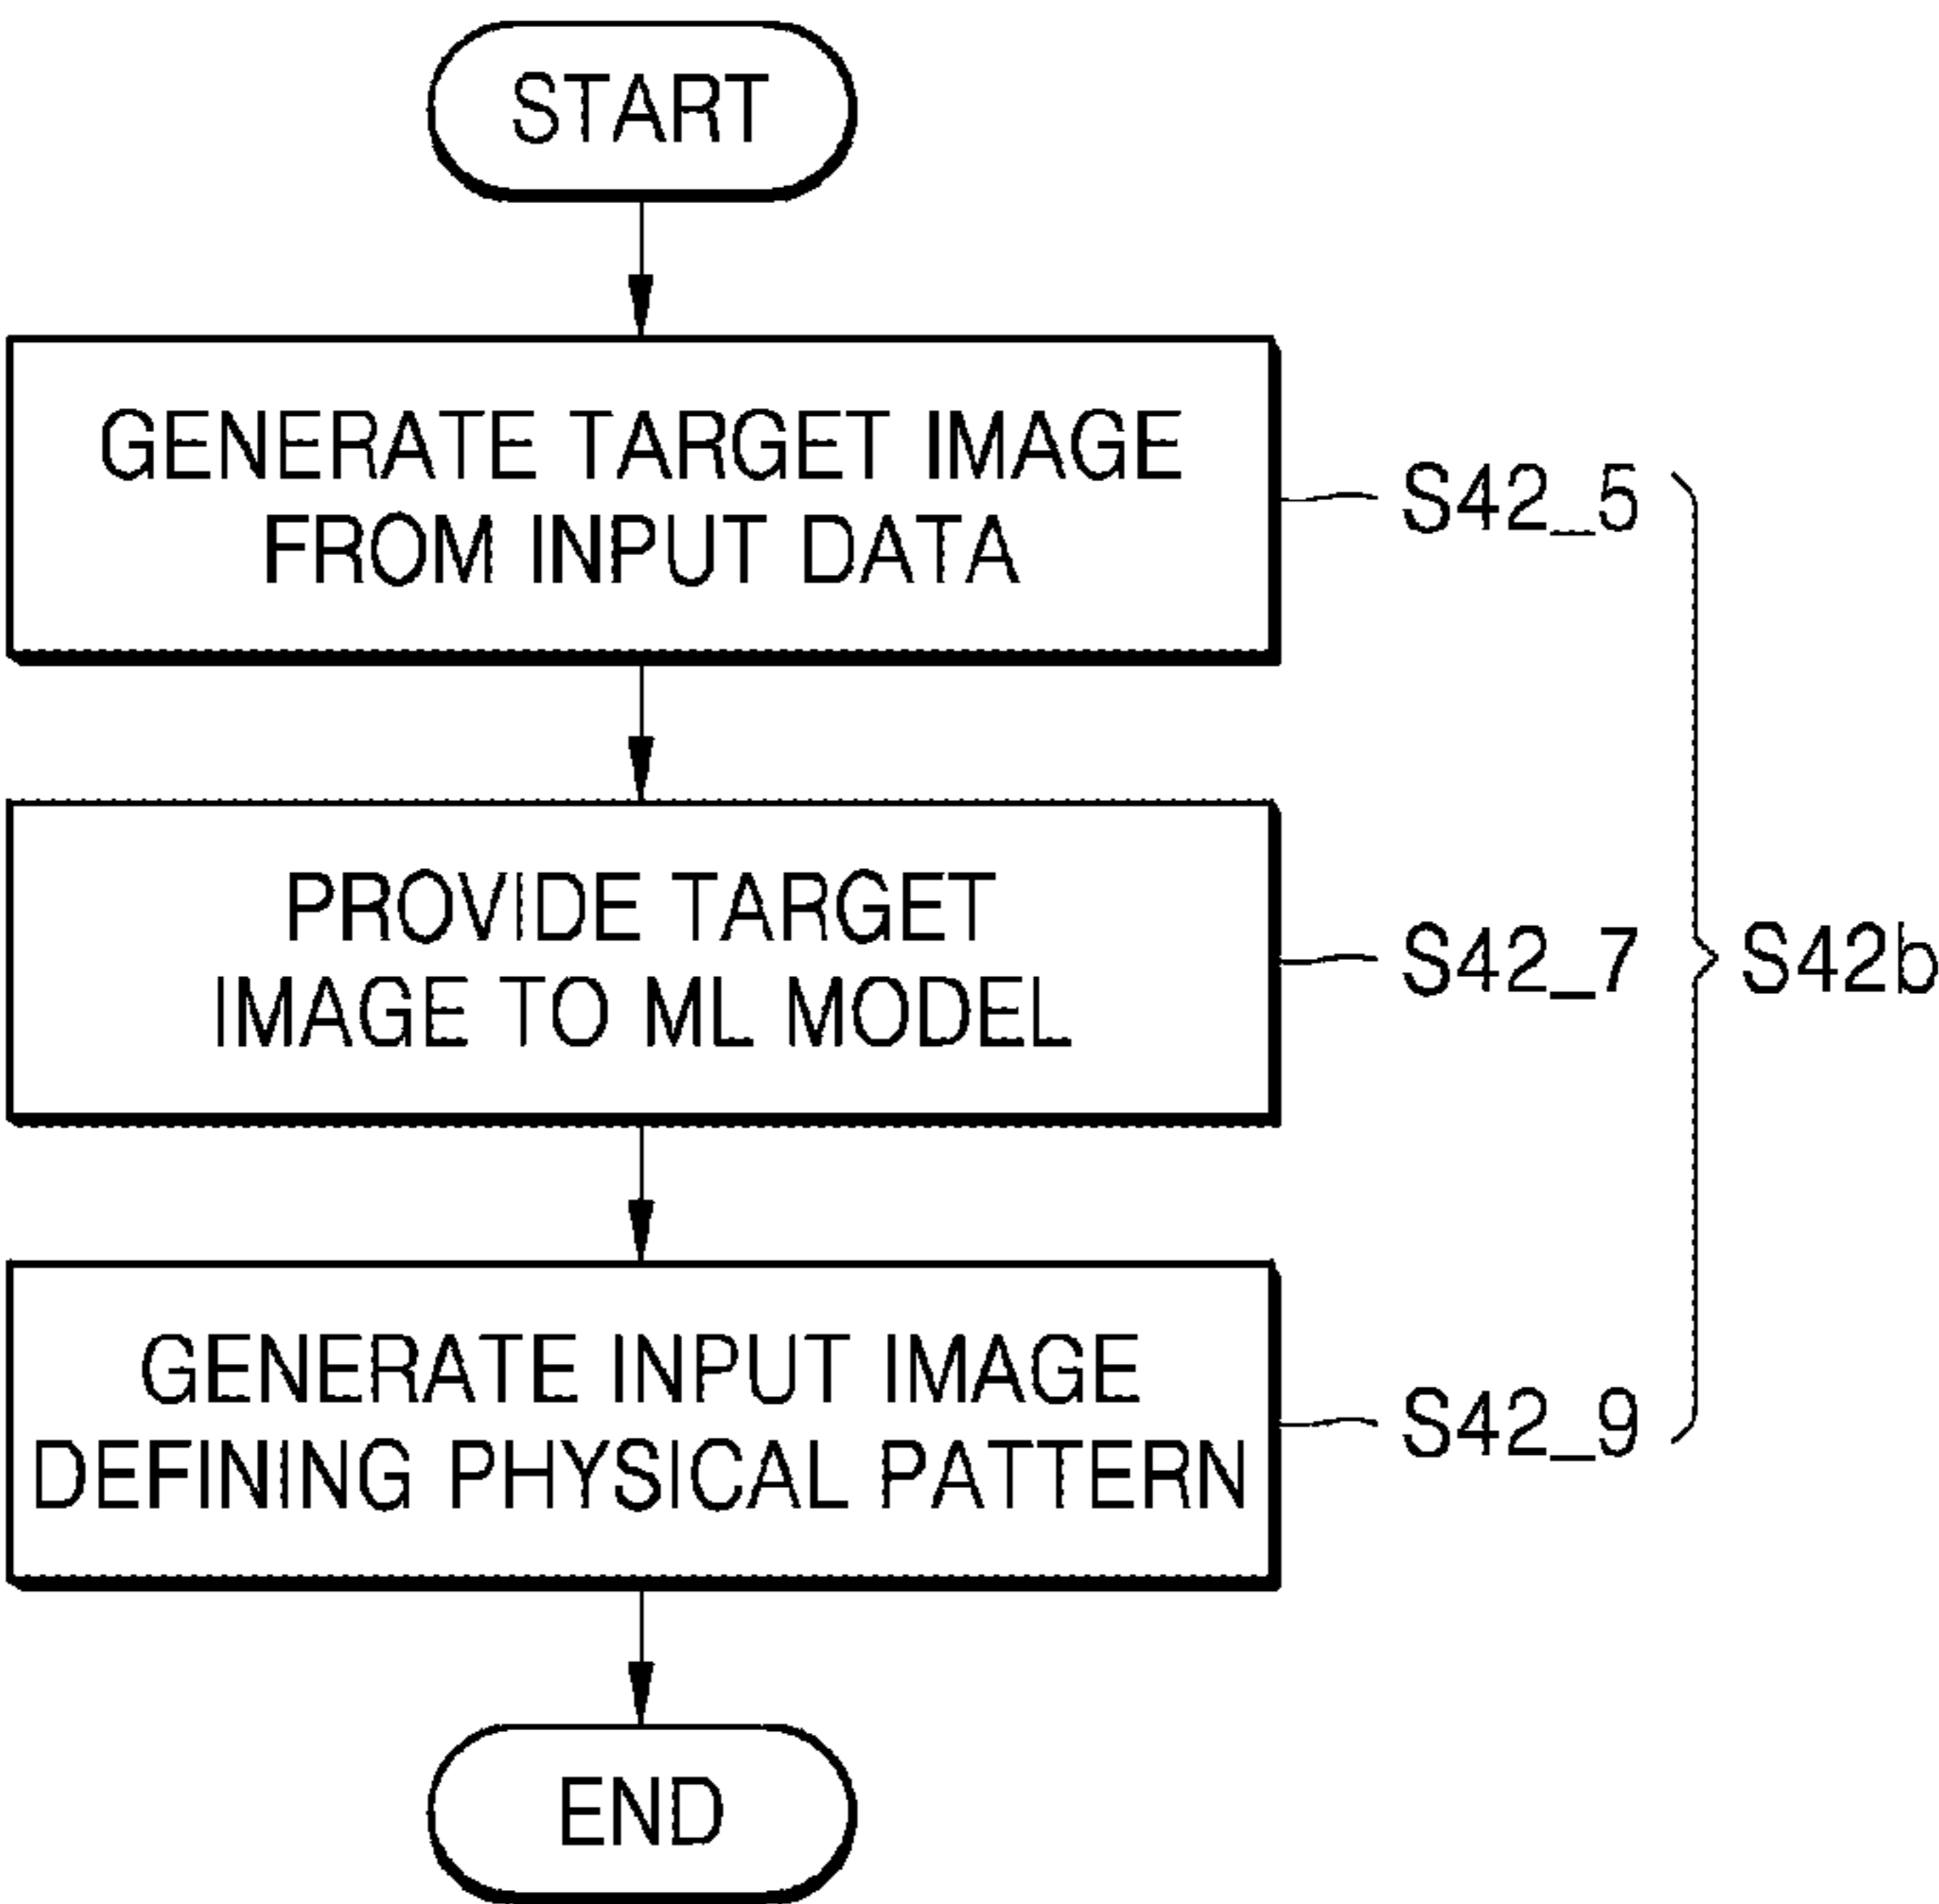 START
GENERATE TARGET IMAGE
FROM INPUT DATA
S42_5
PROVIDE TARGET
IMAGE TO ML MODEL
S42_7
S42b
GENERATE INPUT IMAGE
DEFINING PHYSICAL PATTERN
S42_9
END